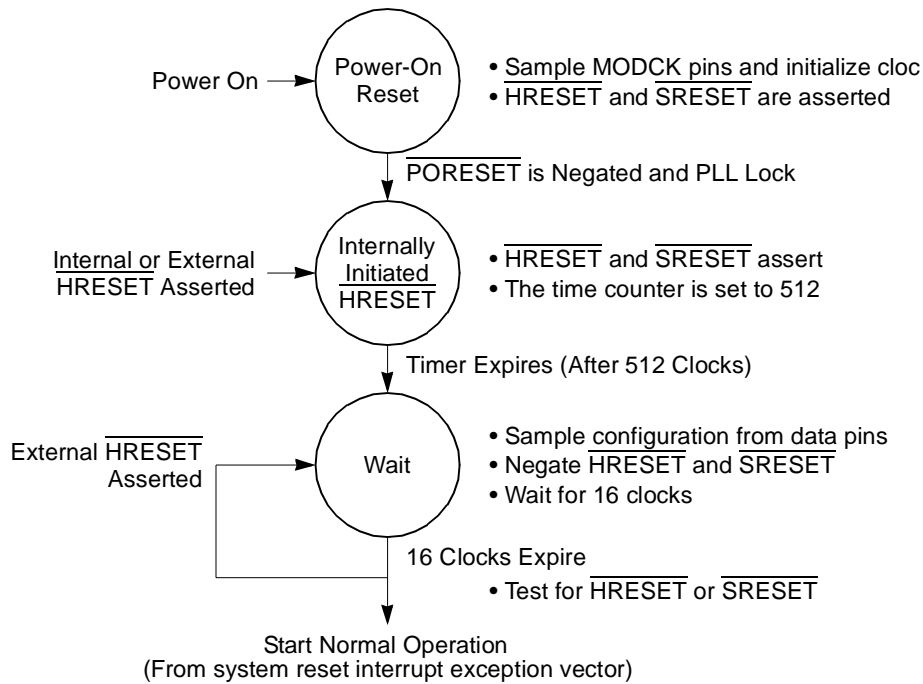 Power On
Power-On
Reset
• Sample MODCK pins and initialize cloc
• HRESET and SRESET are asserted
PORESET is Negated and PLL Lock
Internal or External
HRESET Asserted
Internally
Initiated
HRESET
• HRESET and SRESET assert
• The time counter is set to 512
Timer Expires (After 512 Clocks)
External HRESET
Asserted
Wait
• Sample configuration from data pins
• Negate HRESET and SRESET
• Wait for 16 clocks
16 Clocks Expire
• Test for HRESET or SRESET
Start Normal Operation
(From system reset interrupt exception vector)